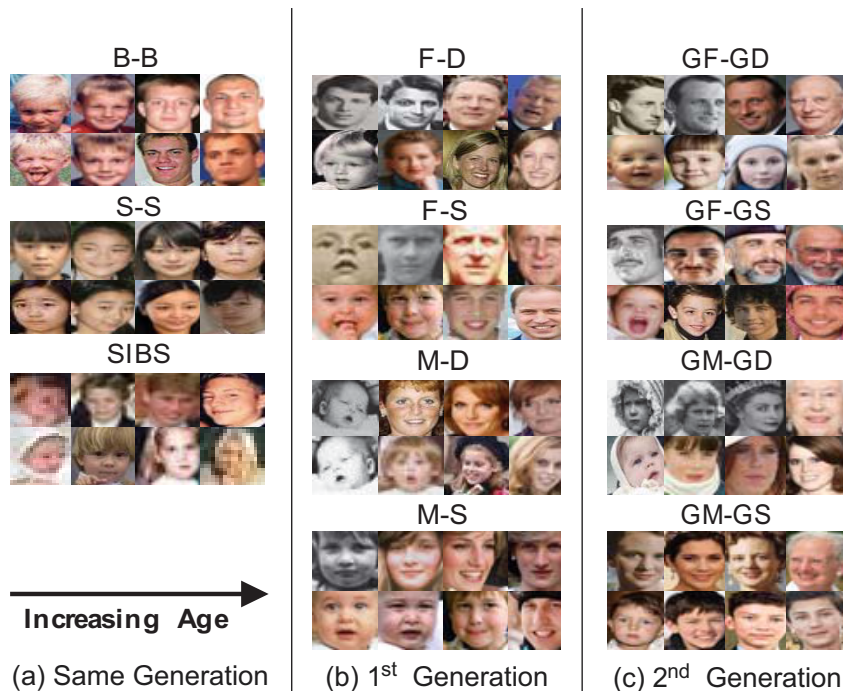 B-B
S-S
SIBS
Increasing Age
(a) Same Generation
F-D
F-S
M-D
M-S
(b) 1st Generation
GF-GD
GF-GS
GM-GD
GM-GS
(c) 2nd Generation